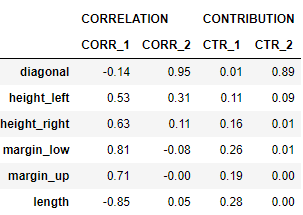 CORRELATION CONTRIBUTION
CORR_1 CORR_2 CTR_1 CTR_2
diagonal -0.14 0.95 0.01 0.89
height_left 0.53 0.31 0.11 0.09
height_right 0.63 0.11 0.16 0.01
margin_low 0.81 -0.08 0.26 0.01
margin_up 0.71 -0.00 0.19 0.00
length -0.85 0.05 0.28 0.00